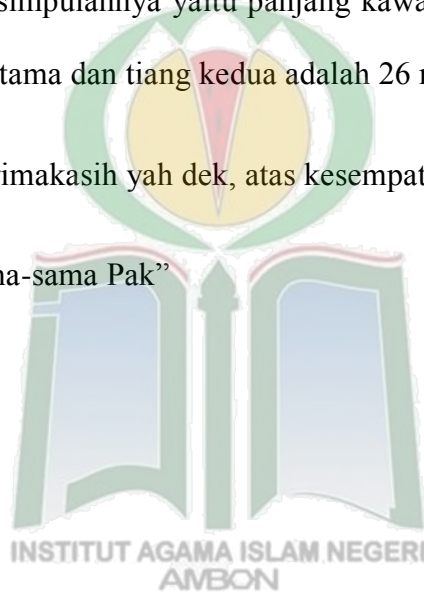 simpulannya yaitu panjang kawa
tama dan tiang kedua adalah 26
imakasih yah dek, atas kesempat
na-sama Pak”
INSTITUT AGAMA ISLAM NEGERI
AMBON